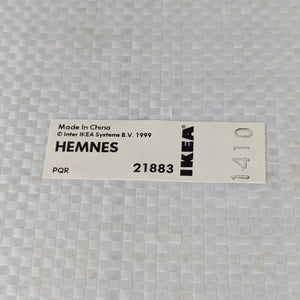 Made In China
© Inter IKEA Systems B.V. 1999
HEMNES
PQR 21883
IKEA
1410